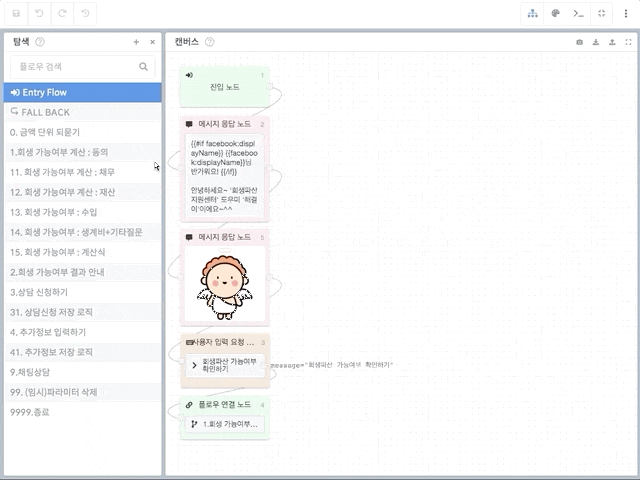 탐색
+
×
플로우 검색
Entry Flow
FALL BACK
0. 금액 단위 되묻기
1.회생 가능여부 계산 : 동의
11. 회생 가능여부 계산 : 채무
12. 회생 가능여부 계산 : 재산
13. 회생 가능여부 : 수입
14. 회생 가능여부 : 생계비+기타질문
15. 회생 가능여부 : 계산식
2.회생 가능여부 결과 안내
3.상담 신청하기
31. 상담신청 저장 로직
4. 추가정보 입력하기
41. 추가정보 저장 로직
9.채팅상담
99. (임시)파라미터 삭제
9999.종료
캔버스
진입 노드
1
메시지 응답 노드
2
{{#if facebook:displ
ayName}} {{faceboo
k:displayName}}님
반가워요! {{/if}}
안녕하세요~ '회생파산
지원센터' 도우미
이'이에요~^^
메시지 응답 노드
5
사용자 입력 요청 ...
3
회생파산 가능여부
확인하기
message="회생파산 가능여부 확인하기"
플로우 연결 노드
4
1.회생 가능여부...